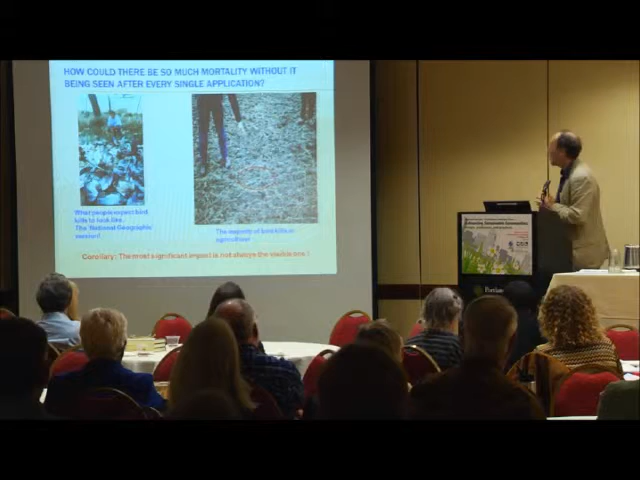 HOW COULD THERE BE SO MUCH MORTALITY WITHOUT IT
BEING SEEN AFTER EVERY SINGLE APPLICATION?
What people expect bird
kills to look like.
The 'National Geographic'
version!
The majority of bird kills in
agriculture
Corollary: The most significant impact is not always the visible one !